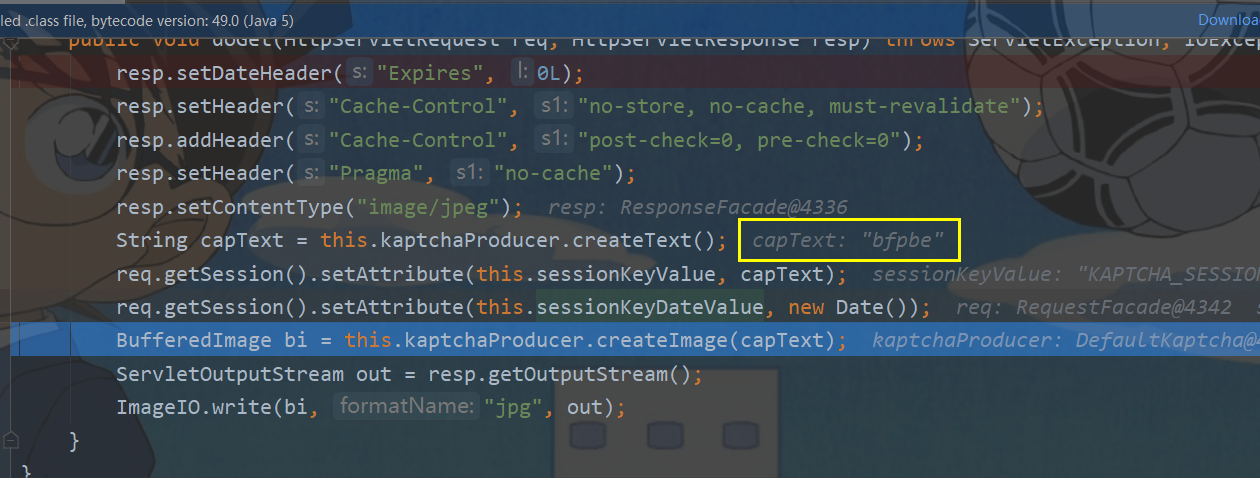 led .class file, bytecode version: 49.0 (Java 5) Downloa
public void doGet(HttpServletRequest req, HttpServletResponse resp) throws ServletException, IOExcep
resp.setDateHeader( s: "Expires", l: 0L);
resp.setHeader( s: "Cache-Control", s1: "no-store, no-cache, must-revalidate");
resp.addHeader( s: "Cache-Control", s1: "post-check=0, pre-check=0");
resp.setHeader( s: "Pragma", s1: "no-cache");
resp.setContentType("image/jpeg"); resp: ResponseFacade@4336
String capText = this.kaptchaProducer.createText(); capText: "bfpbe"
req.getSession().setAttribute(this.sessionKeyValue, capText); sessionKeyValue: "KAPTCHA_SESSION
req.getSession().setAttribute(this.sessionKeyDateValue, new Date()); req: RequestFacade@4342 s
BufferedImage bi = this.kaptchaProducer.createImage(capText); kaptchaProducer: DefaultKaptcha@4
ServletOutputStream out = resp.getOutputStream();
ImageIO.write(bi, formatName: "jpg", out);
}
}